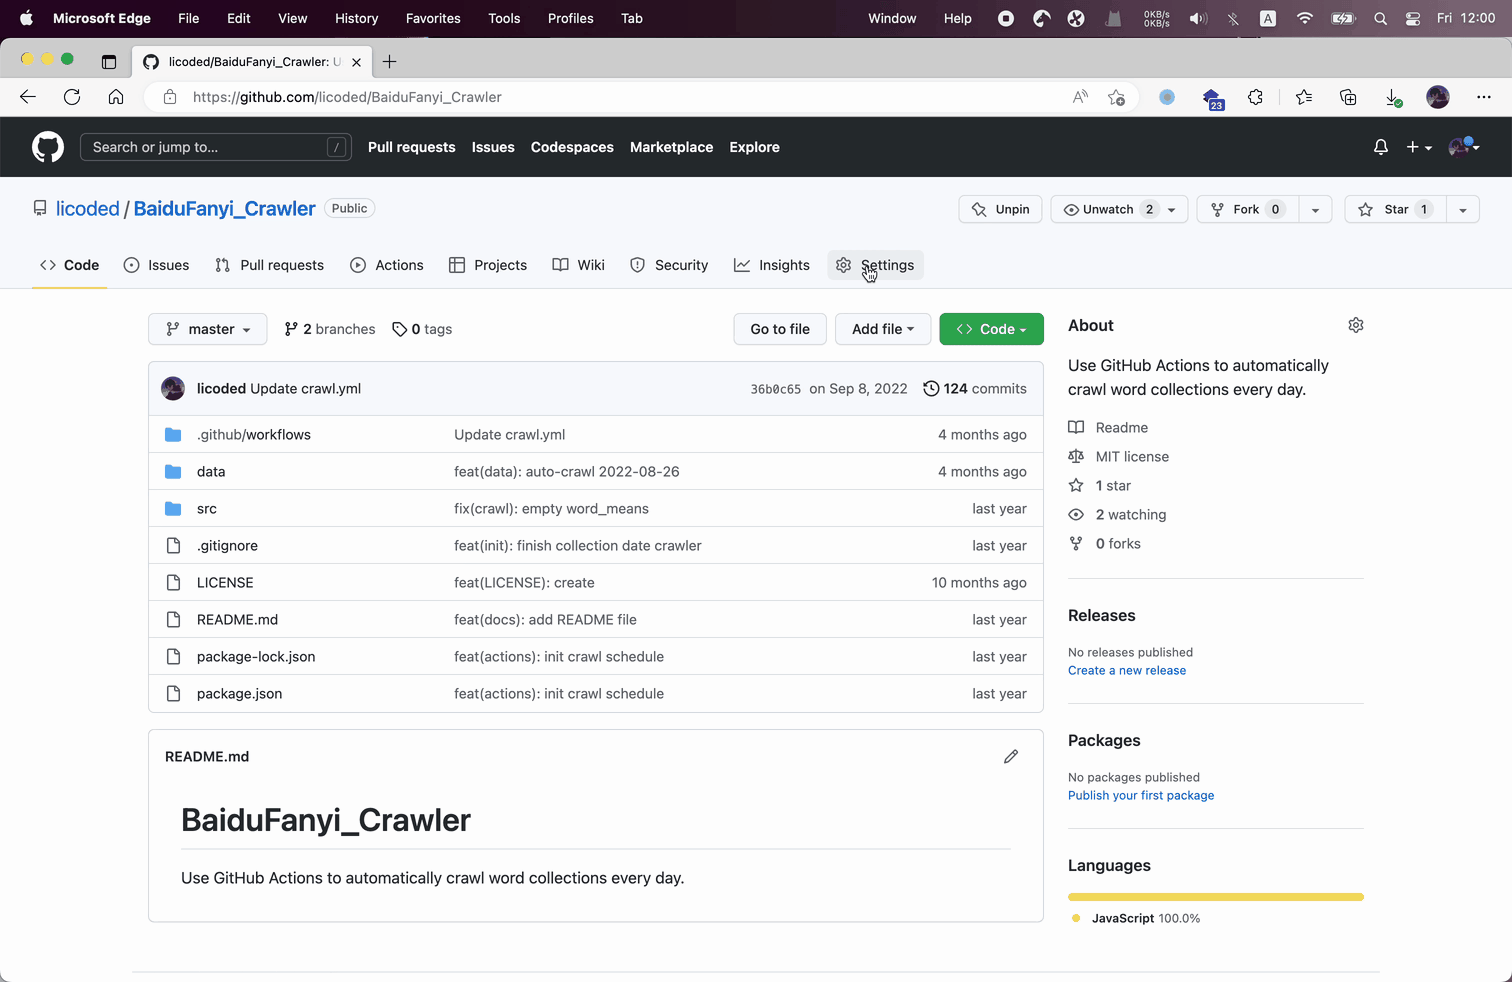 Microsoft Edge File Edit View History Favorites Tools Profiles Tab Window Help 0KB/s A Fri 12:00
0KB/s
licoded/BaiduFanyi_Crawler: U
https://github.com/licoded/BaiduFanyi_Crawler 23
Search or jump to... / Pull requests Issues Codespaces Marketplace Explore
licoded / BaiduFanyi_Crawler Public Unpin Unwatch 2 Fork 0 Star 1
Code Issues Pull requests Actions Projects Wiki Security Insights Settings
master 2 branches 0 tags Go to file Add file Code
licoded Update crawl.yml 36b0c65 on Sep 8, 2022 124 commits
.github/workflows Update crawl.yml 4 months ago
data feat(data): auto-crawl 2022-08-26 4 months ago
src fix(crawl): empty word_means last year
.gitignore feat(init): finish collection date crawler last year
LICENSE feat(LICENSE): create 10 months ago
README.md feat(docs): add README file last year
package-lock.json feat(actions): init crawl schedule last year
package.json feat(actions): init crawl schedule last year
README.md
BaiduFanyi_Crawler
Use GitHub Actions to automatically crawl word collections every day.
About
Use GitHub Actions to automatically
crawl word collections every day.
Readme
MIT license
1 star
2 watching
0 forks
Releases
No releases published
Create a new release
Packages
No packages published
Publish your first package
Languages
JavaScript 100.0%